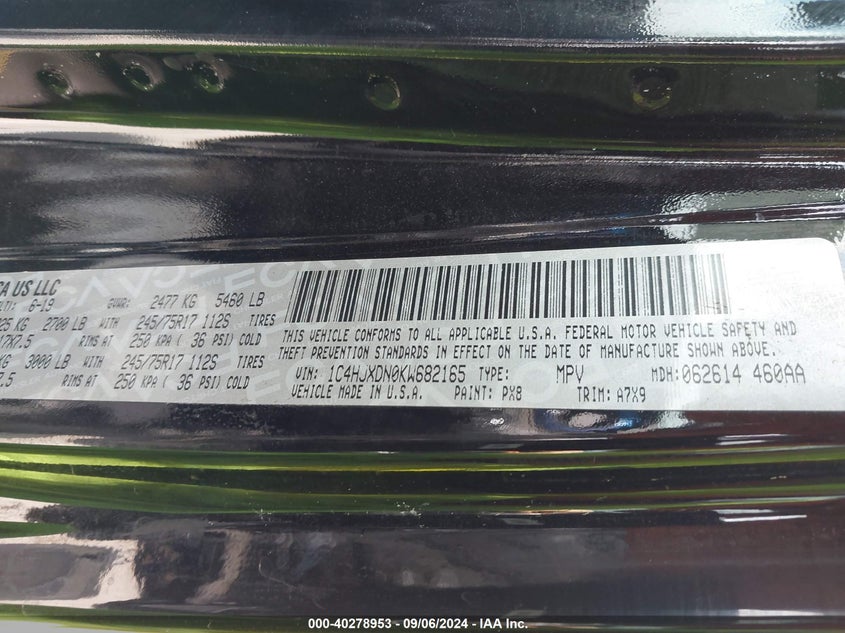 CA US LLC
6-19 GVWR: 2477 KG 5460 LB
25 KG 2700 LB WITH 245/75R17 112S TIRES
17X7.5 RIMS AT 250 KPA ( 36 PSI) COLD
KG 3000 LB WITH 245/75R17 112S TIRES
7.5 RIMS AT 250 KPA ( 36 PSI) COLD
THIS VEHICLE CONFORMS TO ALL APPLICABLE U.S.A. FEDERAL MOTOR VEHICLE SAFETY AND
THEFT PREVENTION STANDARDS IN EFFECT ON THE DATE OF MANUFACTURE SHOWN ABOVE.
VIN: 1C4HJXDN0KW682165 TYPE: MPV MDH:062614 460AA
VEHICLE MADE IN U.S.A. PAINT: PX8 TRIM: A7X9
000-40278953 - 09/06/2024 - IAA Inc.